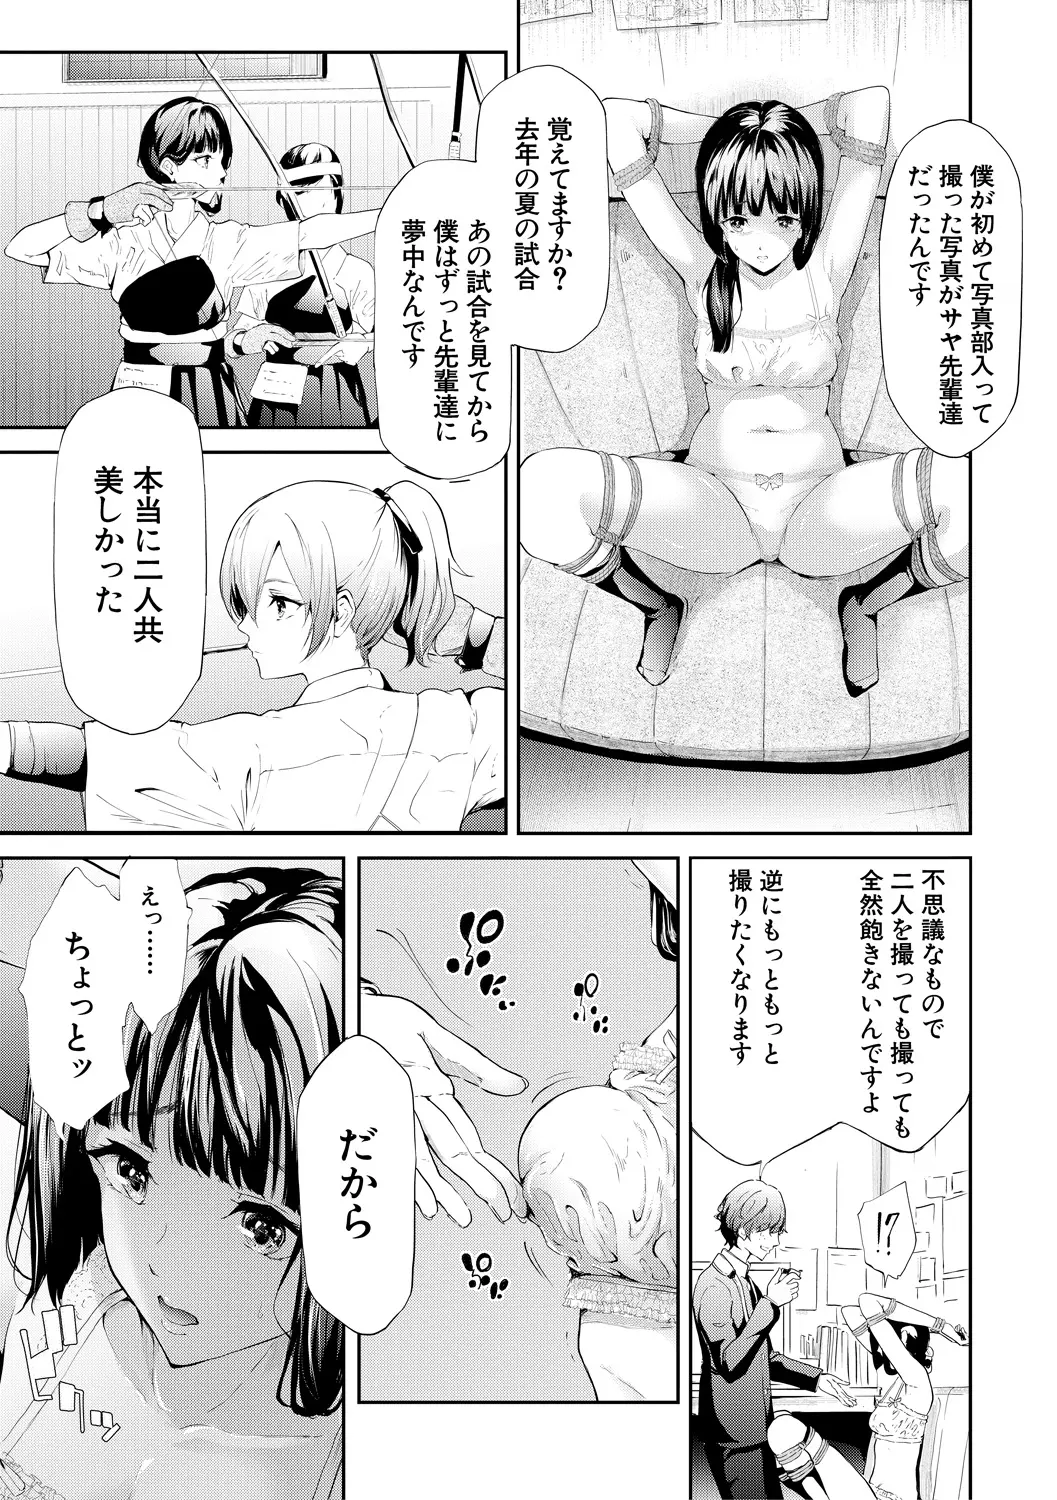 僕が初めて写真部入って
撮った写真がサヤ先輩達
だったんです
覚えてますか？
去年の夏の試合
あの試合を見てから
僕はずっと先輩達に
夢中なんです
本当に二人共
美しかった
不思議なもので
二人を撮っても撮っても
全然飽きないんですよ
逆にもっともっと
撮りたくなります
!?
だから
えっ……
ちょっとッ